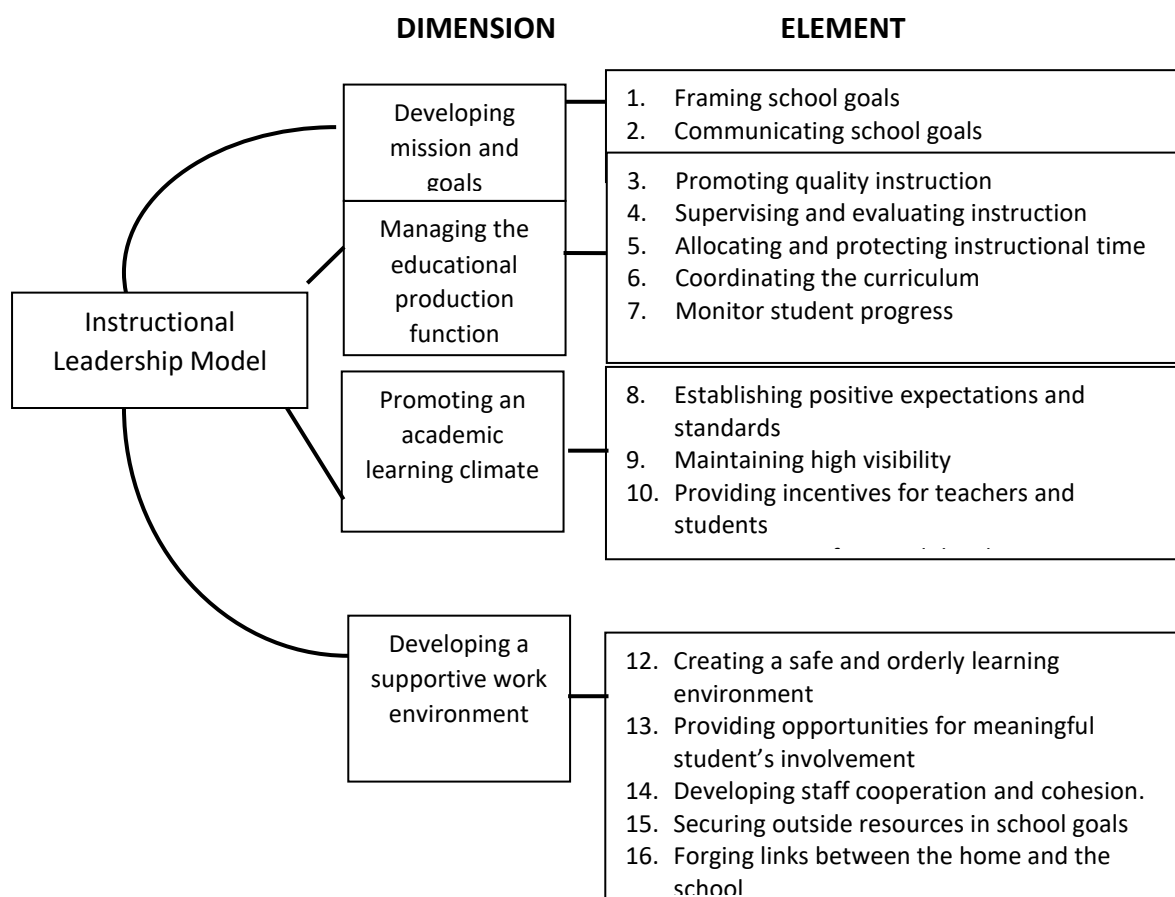 DIMENSION
ELEMENT
Instructional
Leadership Model
Developing
mission and
goals
1. Framing school goals
2. Communicating school goals
Managing the
educational
production
function
3. Promoting quality instruction
4. Supervising and evaluating instruction
5. Allocating and protecting instructional time
6. Coordinating the curriculum
7. Monitor student progress
Promoting an
academic
learning climate
8. Establishing positive expectations and
standards
9. Maintaining high visibility
10. Providing incentives for teachers and
students
Developing a
supportive work
environment
12. Creating a safe and orderly learning
environment
13. Providing opportunities for meaningful
student’s involvement
14. Developing staff cooperation and cohesion.
15. Securing outside resources in school goals
16. Forging links between the home and the
school